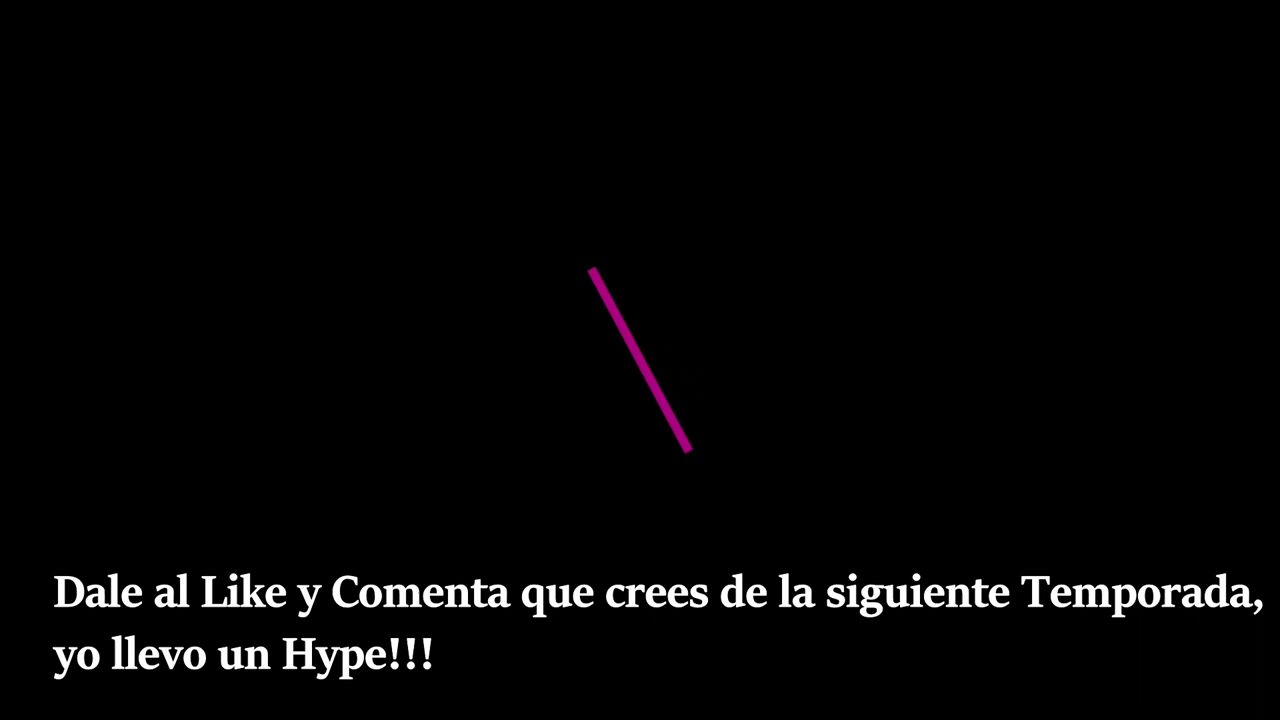 Dale al Like y Comenta que crees de la siguiente Temporada,
yo llevo un Hype!!!